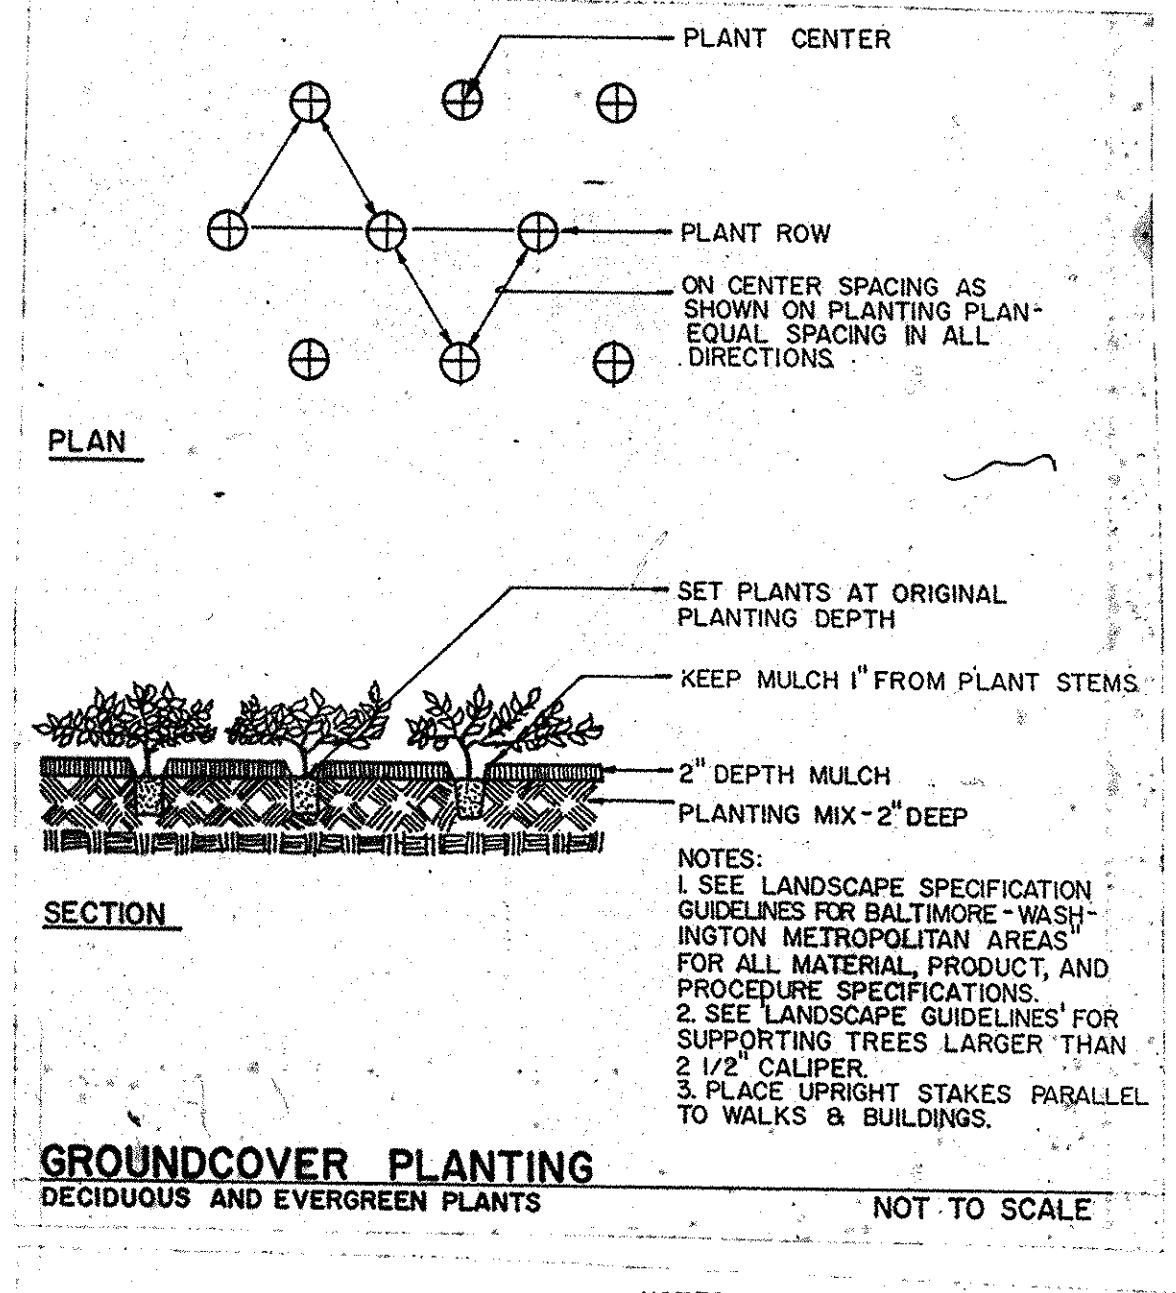 PLANT CENTER
PLANT ROW
ON CENTER SPACING AS
SHOWN ON PLANTING PLAN-
EQUAL SPACING IN ALL
DIRECTIONS.
PLAN
SET PLANTS AT ORIGINAL
PLANTING DEPTH
KEEP MULCH 1" FROM PLANT STEMS
2" DEPTH MULCH
PLANTING MIX-2" DEEP
NOTES:
1. SEE LANDSCAPE SPECIFICATION
GUIDELINES FOR BALTIMORE-WASH-
INGTON METROPOLITAN AREAS"
FOR ALL MATERIAL, PRODUCT, AND
PROCEDURE SPECIFICATIONS.
2. SEE 'LANDSCAPE GUIDELINES' FOR
SUPPORTING TREES LARGER THAN
2 1/2" CALIPER.
3. PLACE UPRIGHT STAKES PARALLEL
TO WALKS & BUILDINGS.
SECTION
GROUNDCOVER PLANTING
DECIDUOUS AND EVERGREEN PLANTS
NOT TO SCALE